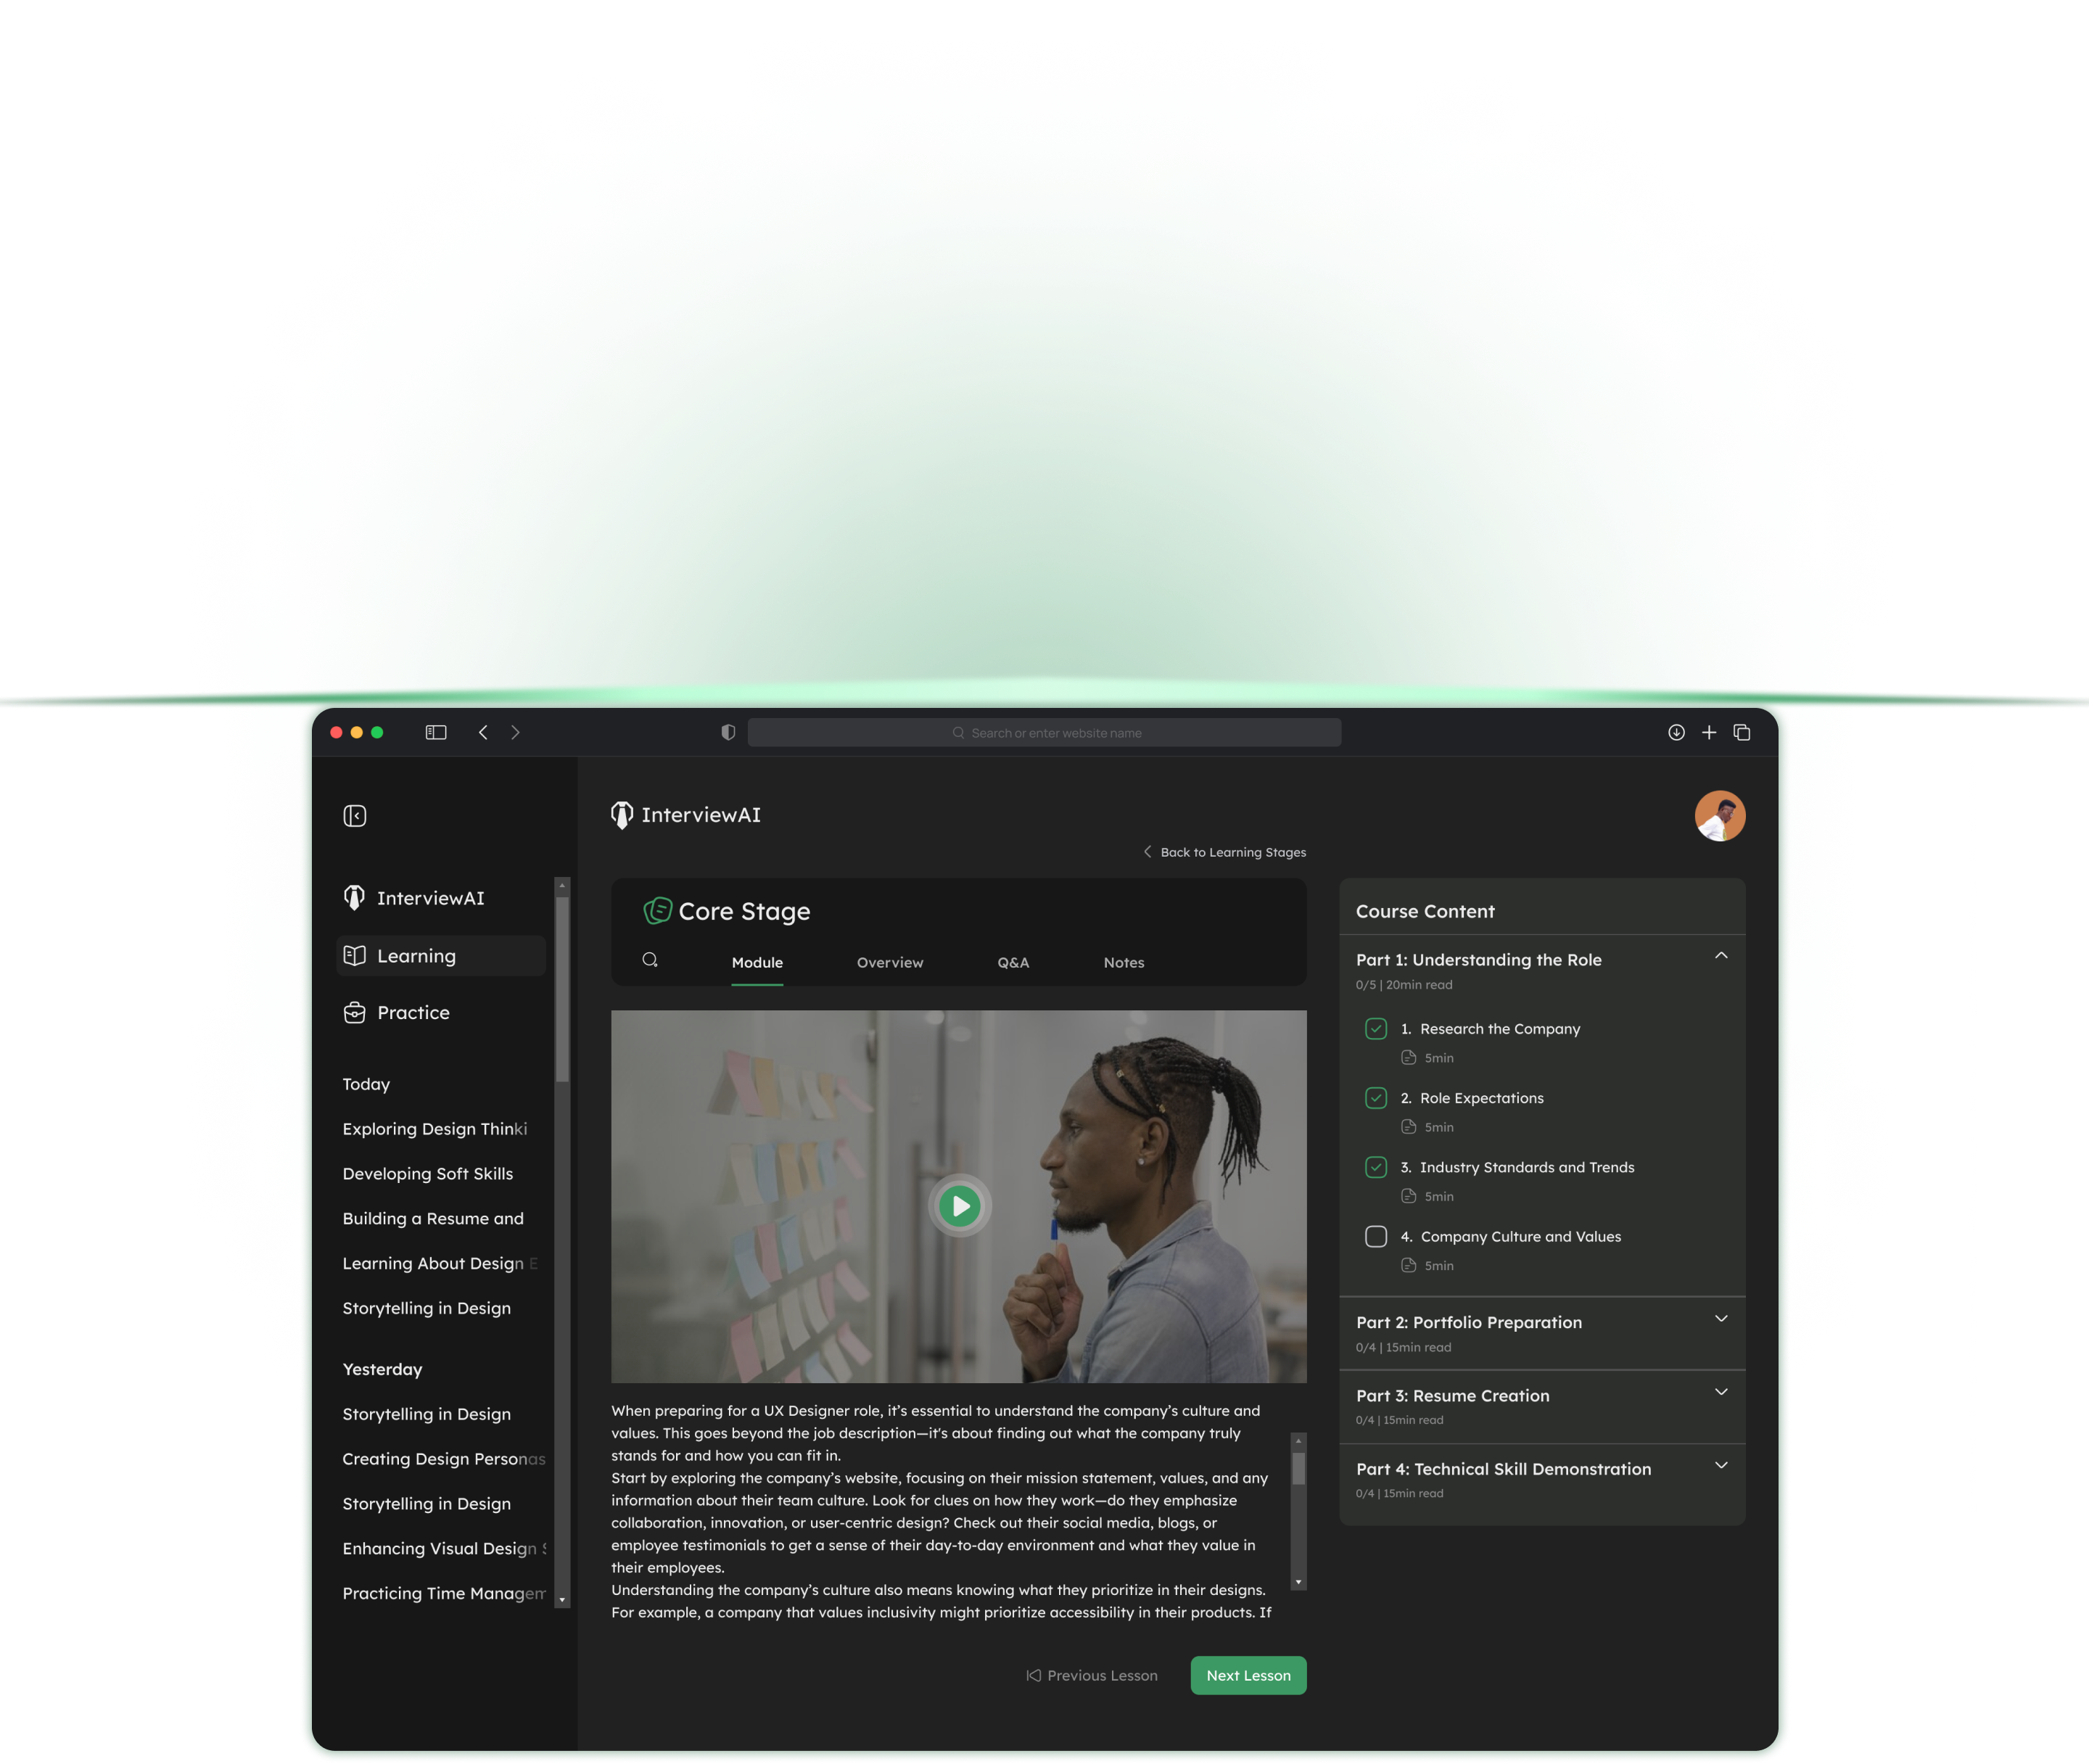 Search or enter website name
InterviewAI
Back to Learning Stages
InterviewAI
Learning
Practice
Today
Exploring Design Thinki
Developing Soft Skills
Building a Resume and
Learning About Design E
Storytelling in Design
Yesterday
Storytelling in Design
Creating Design Personas
Storytelling in Design
Enhancing Visual Design S
Practicing Time Managem
Core Stage
Module Overview Q&A Notes
When preparing for a UX Designer role, it’s essential to understand the company’s culture and
values. This goes beyond the job description—it's about finding out what the company truly
stands for and how you can fit in.
Start by exploring the company’s website, focusing on their mission statement, values, and any
information about their team culture. Look for clues on how they work—do they emphasize
collaboration, innovation, or user-centric design? Check out their social media, blogs, or
employee testimonials to get a sense of their day-to-day environment and what they value in
their employees.
Understanding the company’s culture also means knowing what they prioritize in their designs.
For example, a company that values inclusivity might prioritize accessibility in their products. If
Previous Lesson
Next Lesson
Course Content
Part 1: Understanding the Role
0/5 | 20min read
1. Research the Company
5min
2. Role Expectations
5min
3. Industry Standards and Trends
5min
4. Company Culture and Values
5min
Part 2: Portfolio Preparation
0/4 | 15min read
Part 3: Resume Creation
0/4 | 15min read
Part 4: Technical Skill Demonstration
0/4 | 15min read